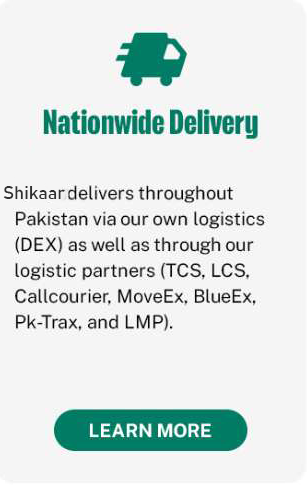 Nationwide Delivery
Shikaar delivers throughout
Pakistan via our own logistics
(DEX) as well as through our
logistic partners (TCS, LCS,
Callcourier, MoveEx, BlueEx,
Pk-Trax, and LMP).
LEARN MORE